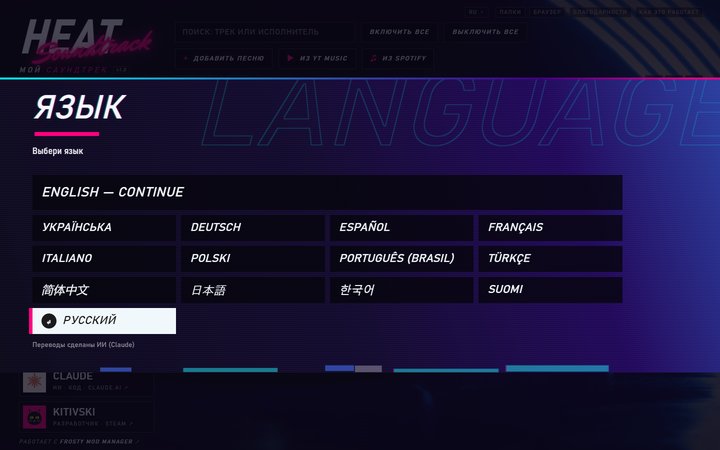 RU
ПАПКИ
БРАУЗЕР
БЛАГОДАРНОСТИ
КАК ЭТО РАБОТАЕТ
HEAT
Soundtrack
МОЙ САУНДТРЕК
ПОИСК: ТРЕК ИЛИ ИСПОЛНИТЕЛЬ
ВКЛЮЧИТЬ ВСЕ
ВЫКЛЮЧИТЬ ВСЕ
+ ДОБАВИТЬ ПЕСНЮ
ИЗ YT MUSIC
ИЗ SPOTIFY
LANGUAGE
ЯЗЫК
Выбери язык
ENGLISH — CONTINUE
УКРАЇНСЬКА
DEUTSCH
ESPAÑOL
FRANÇAIS
ITALIANO
POLSKI
PORTUGUÊS (BRASIL)
TÜRKÇE
简体中文
日本語
한국어
SUOMI
РУССКИЙ
Переводы сделаны ИИ (Claude)
CLAUDE
ИИ · КОД · CLAUDE.AI ↗
KITIVSKI
РАЗРАБОТЧИК · STEAM ↗
РАБОТАЕТ С FROSTY MOD MANAGER ↗